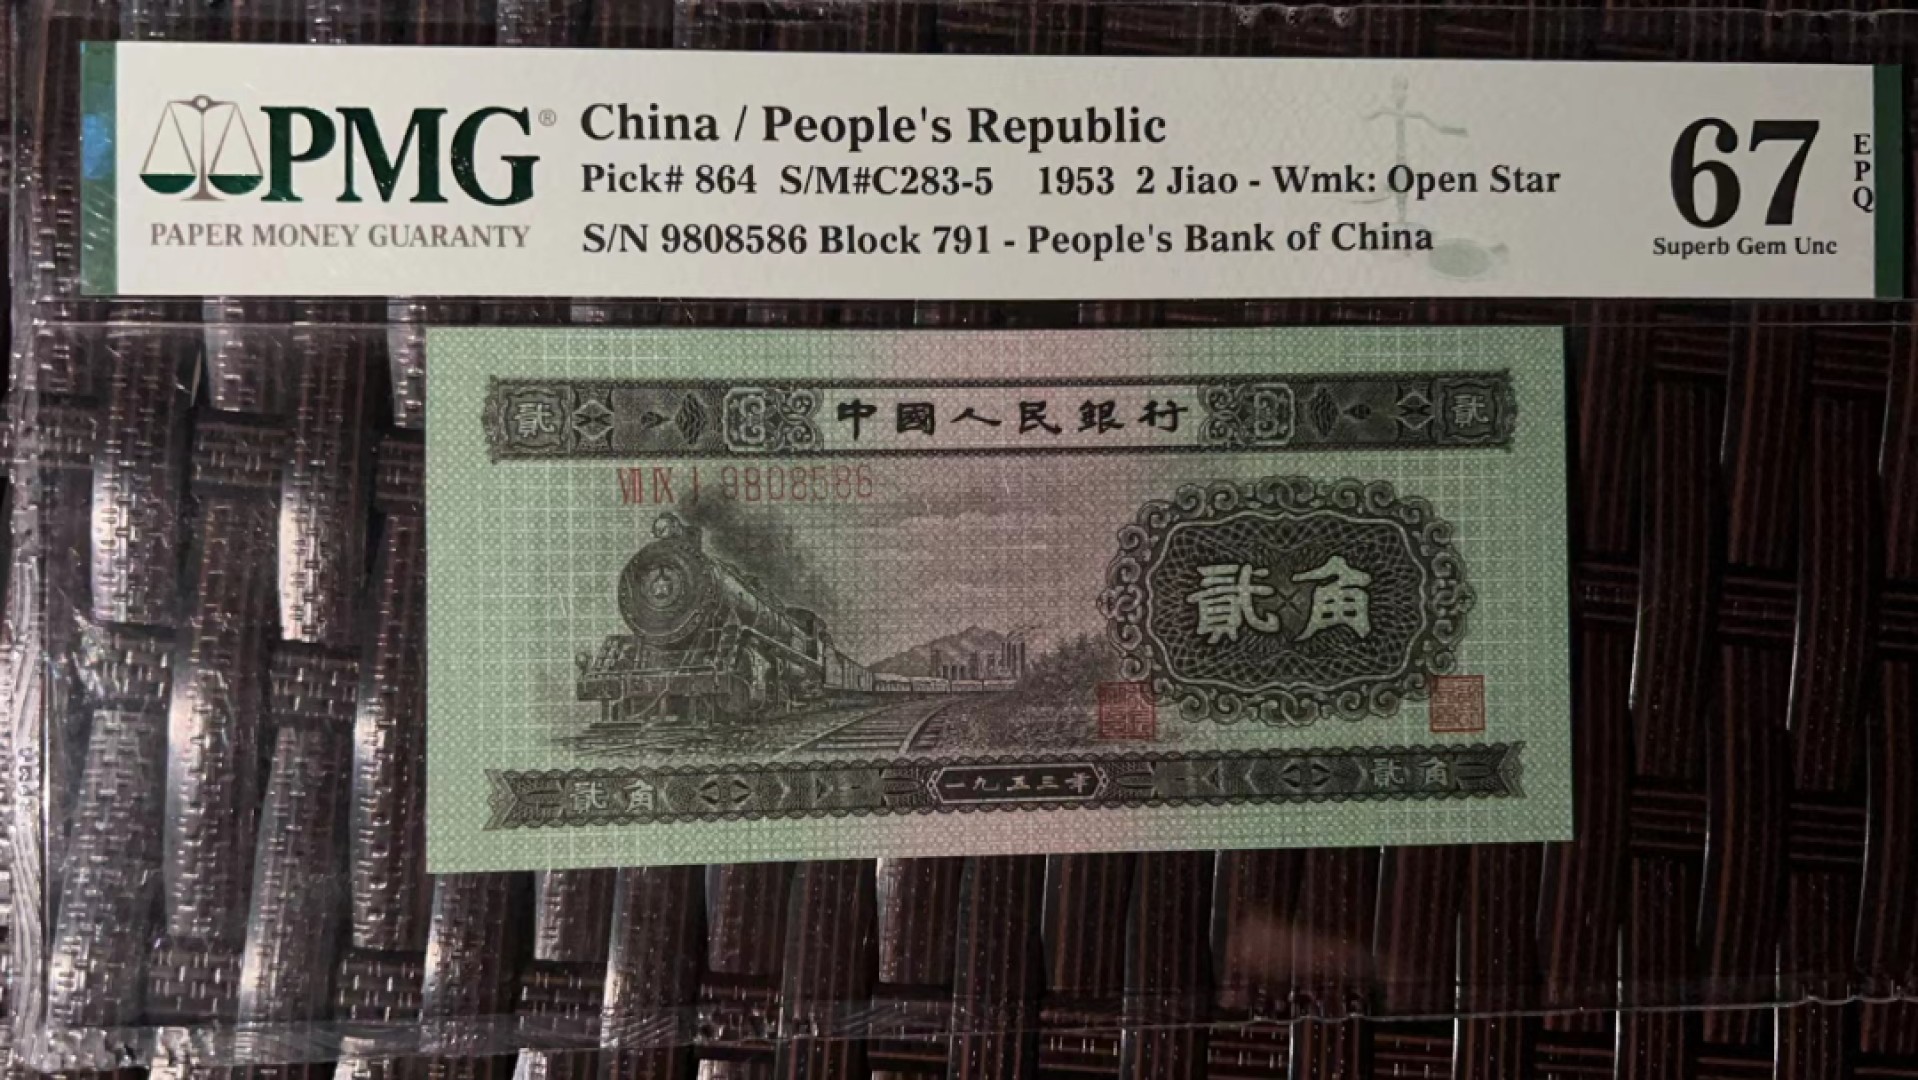 PMG®
PAPER MONEY GUARANTY
China / People's Republic
Pick# 864 S/M#C283-5 1953 2 Jiao - Wmk: Open Star
S/N 9808586 Block 791 - People's Bank of China
67
EPQ
Superb Gem Unc
貳 中國人民銀行 貳
VII IX I 9808586
貳角
貳角 一九五三年 貳角